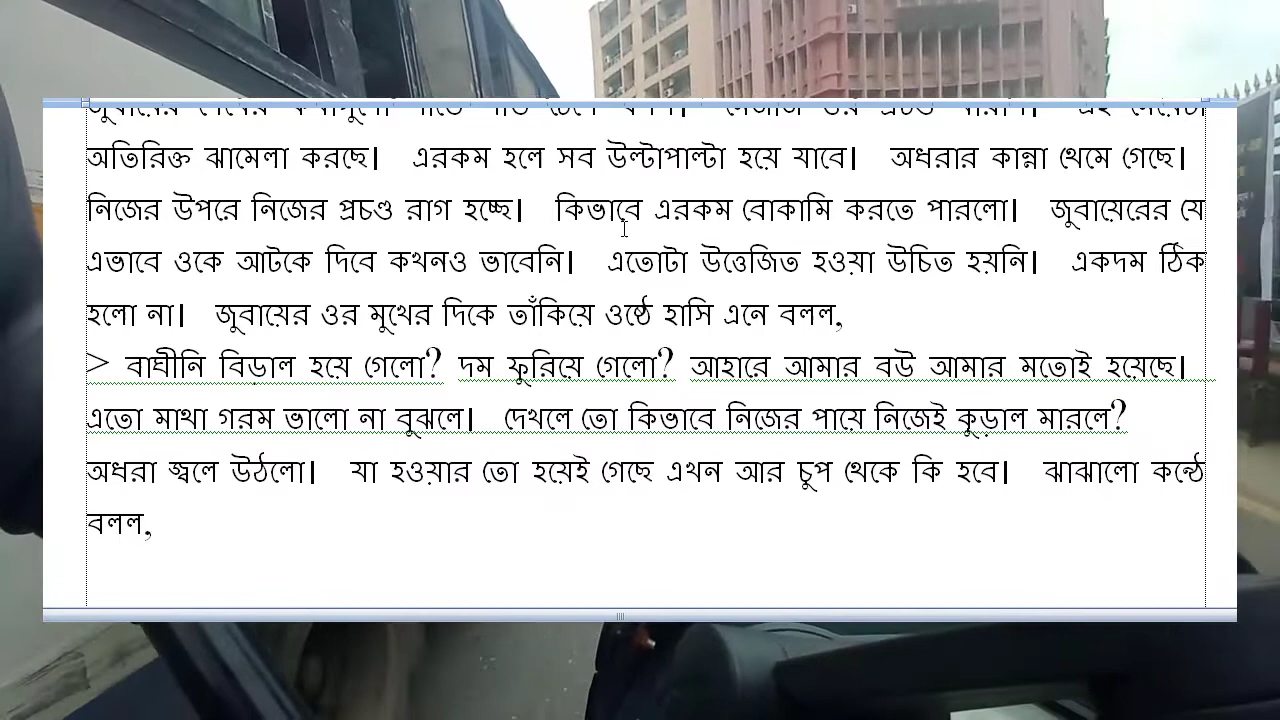 অতিরিক্ত ঝামেলা করছে। এরকম হলে সব উল্টাপাল্টা হয়ে যাবে। অধরার কান্না থেমে গেছে।
নিজের উপরে নিজের প্রচণ্ড রাগ হচ্ছে। কিভাবে এরকম বোকামি করতে পারলো। জুবায়েরের যে
এভাবে ওকে আটকে দিবে কখনও ভাবেনি। এতোটা উত্তেজিত হওয়া উচিত হয়নি। একদম ঠিক
হলো না। জুবায়ের ওর মুখের দিকে তাঁকিয়ে ওষ্ঠে হাসি এনে বলল,
> বাঘীনি বিড়াল হয়ে গেলো? দম ফুরিয়ে গেলো? আহারে আমার বউ আমার মতোই হয়েছে।
এতো মাথা গরম ভালো না বুঝলে। দেখলে তো কিভাবে নিজের পায়ে নিজেই কুড়াল মারলে?
অধরা জ্বলে উঠলো। যা হওয়ার তো হয়েই গেছে এখন আর চুপ থেকে কি হবে। ঝাঝালো কন্ঠে
বলল,